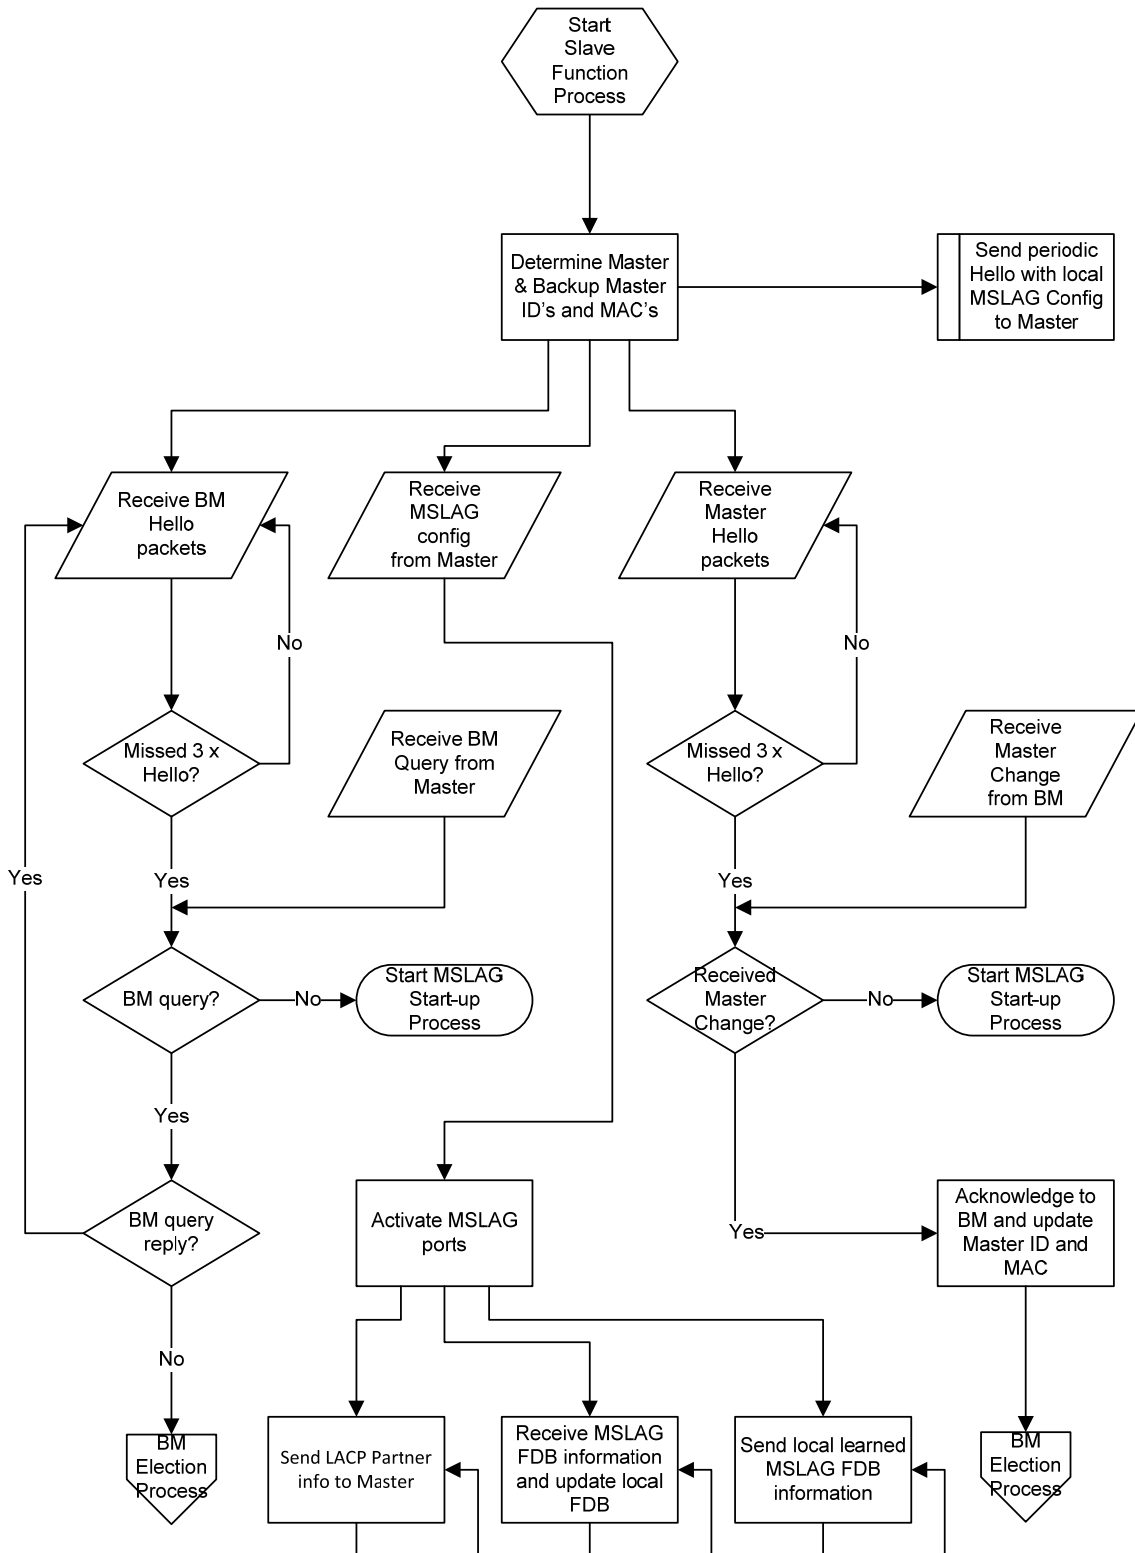 Start
Slave
Function
Process
Determine Master
& Backup Master
ID's and MAC's
Send periodic
Hello with local
MSLAG Config
to Master
Receive BM
Hello
packets
Receive
MSLAG
config
from Master
Receive
Master
Hello
packets
No
No
Missed 3 x
Hello?
Receive BM
Query from
Master
Missed 3 x
Hello?
Receive
Master
Change
from BM
Yes
Yes
Yes
BM query?
No
Start MSLAG
Start-up
Process
Received
Master
Change?
No
Start MSLAG
Start-up
Process
Yes
BM query
reply?
Activate MSLAG
ports
Yes
Acknowledge to
BM and update
Master ID and
MAC
No
BM
Election
Process
Send LACP Partner
info to Master
Receive MSLAG
FDB information
and update local
FDB
Send local learned
MSLAG FDB
information
BM
Election
Process